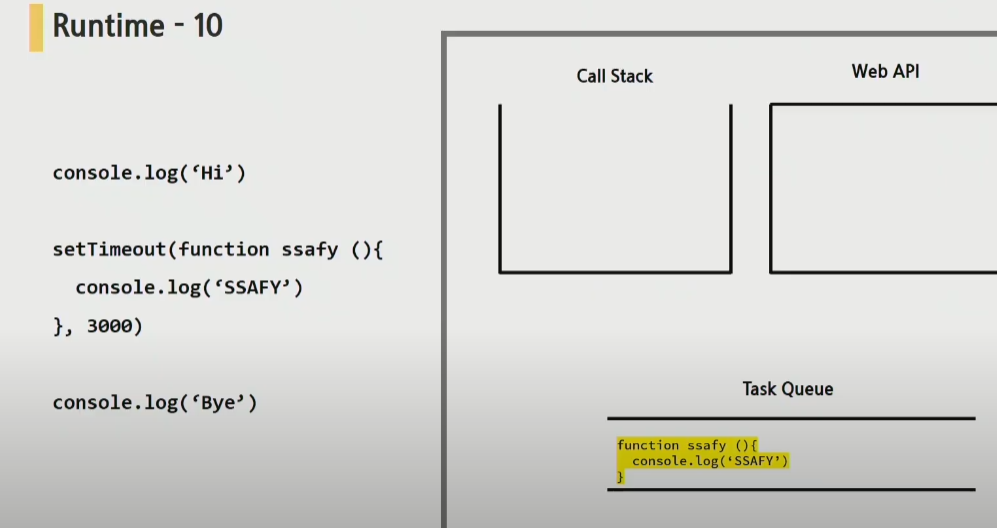 Runtime - 10
console.log(‘Hi’)
setTimeout(function ssafy (){
console.log(‘SSAFY’)
}, 3000)
console.log(‘Bye’)
Call Stack
Web API
Task Queue
function ssafy (){
console.log(‘SSAFY’)
}